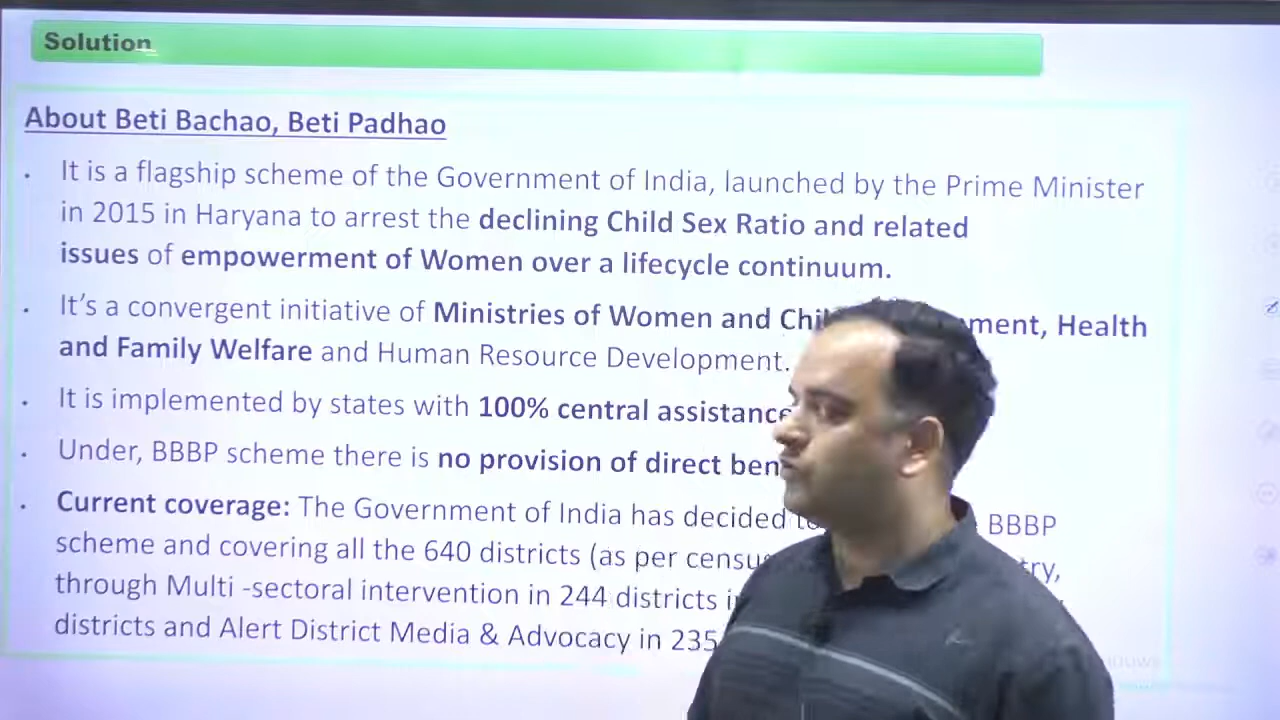 Solution
About Beti Bachao, Beti Padhao
. It is a flagship scheme of the Government of India, launched by the Prime Minister
in 2015 in Haryana to arrest the declining Child Sex Ratio and related
issues of empowerment of Women over a lifecycle continuum.
. It's a convergent initiative of Ministries of Women and Chil ment, Health
and Family Welfare and Human Resource Development.
. It is implemented by states with 100% central assistance
. Under, BBBP scheme there is no provision of direct ben
. Current coverage: The Government of India has decided BBBP
scheme and covering all the 640 districts (as per census try,
through Multi -sectoral intervention in 244 districts
districts and Alert District Media & Advocacy in 235